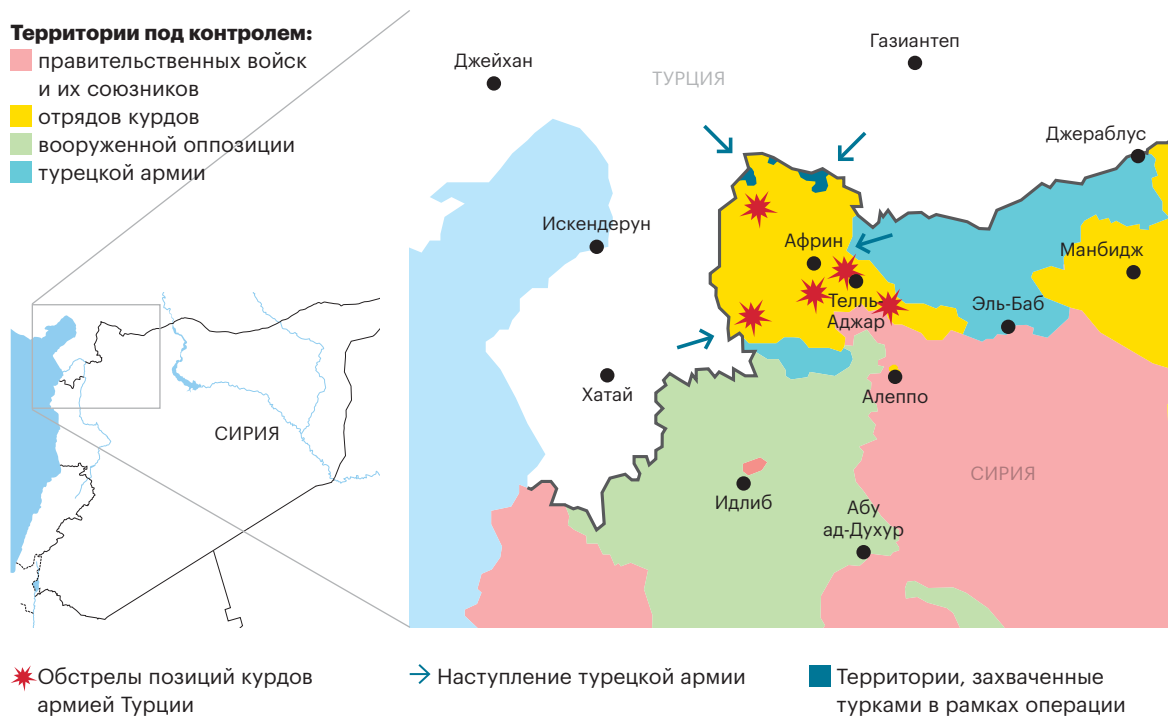 Территории под контролем:
правительственных войск
и их союзников
отрядов курдов
вооруженной оппозиции
турецкой армии
СИРИЯ
Газиантеп
Джейхан
ТУРЦИЯ
Джераблус
Искендерун
Африн
Манбидж
Телль-
Аджар
Эль-Баб
Хатай
Алеппо
СИРИЯ
Идлиб
Абу
ад-Духур
Обстрелы позиций курдов
армией Турции
Наступление турецкой армии
Территории, захваченные
турками в рамках операции